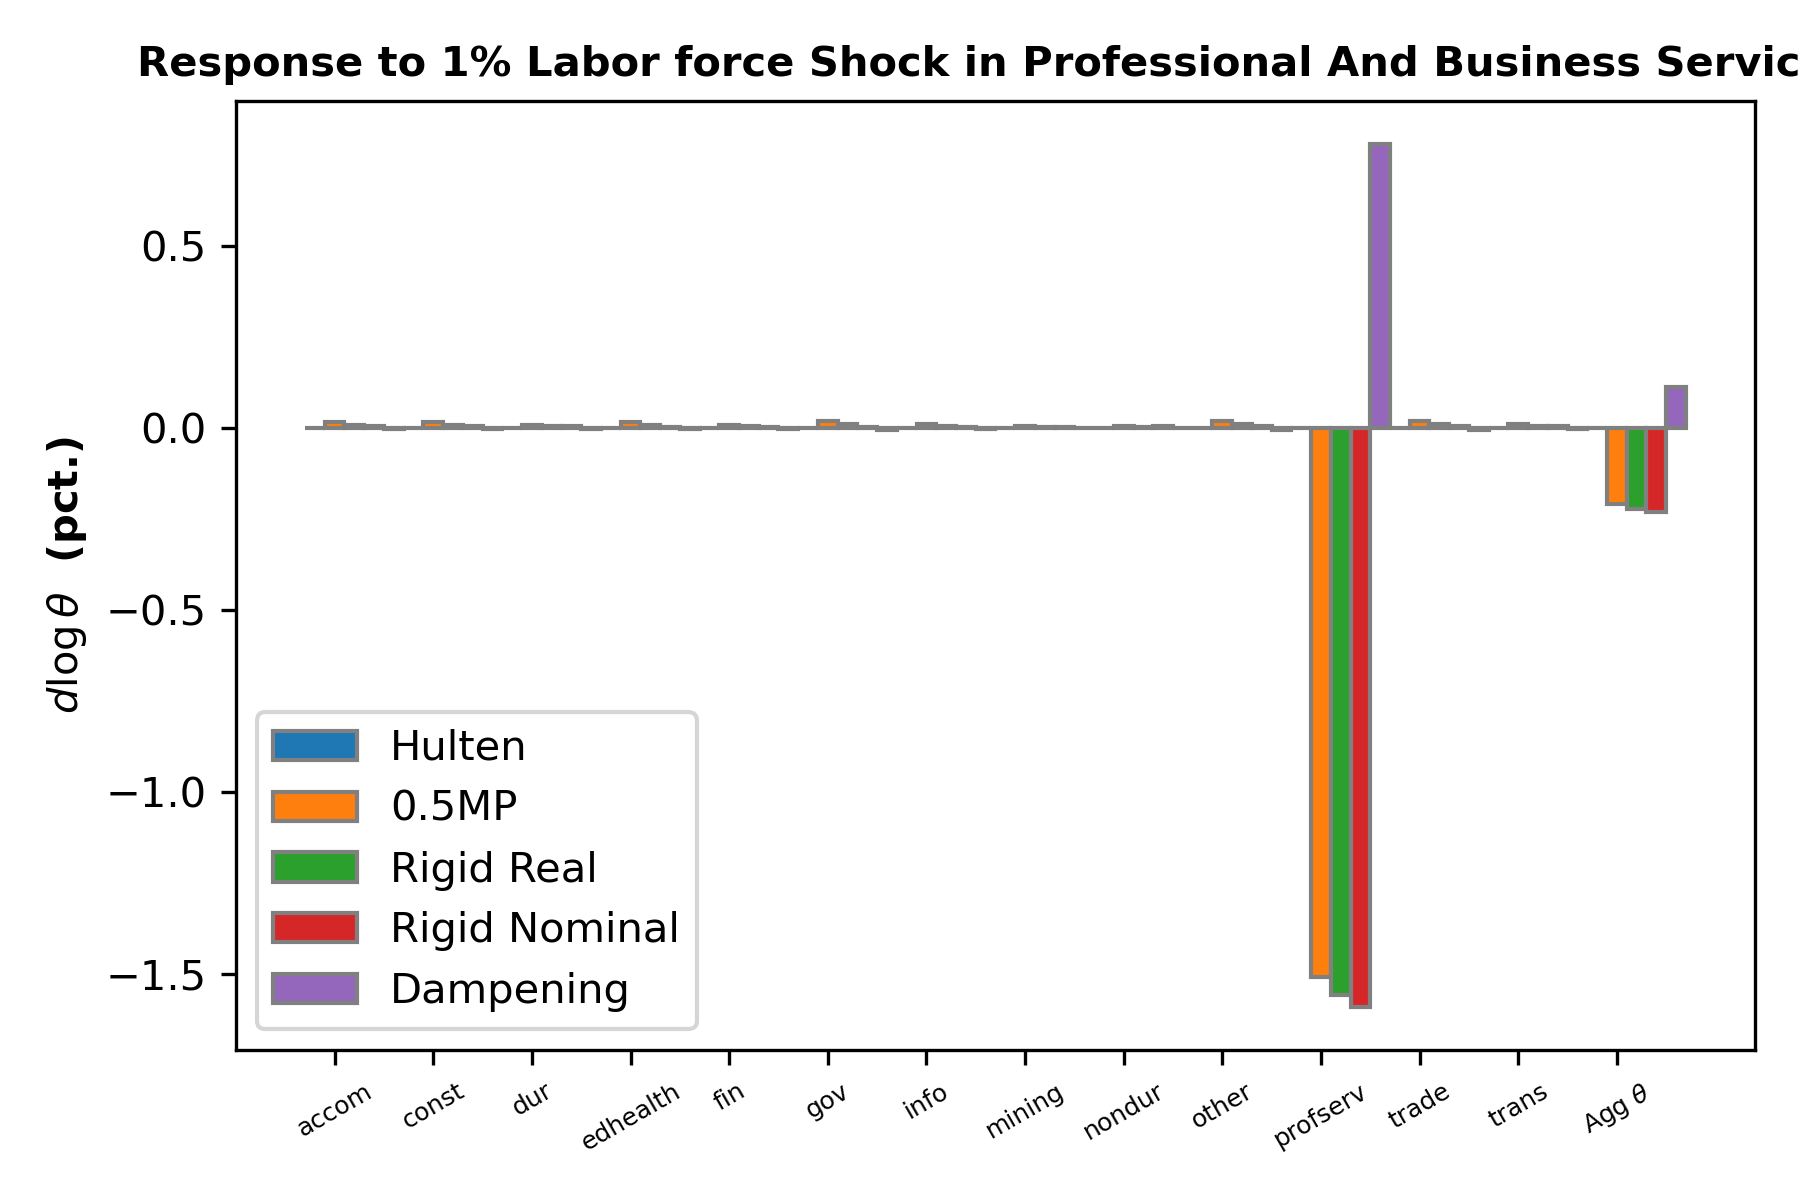 Response to 1% Labor force Shock in Professional And Business Servic
dlog θ (pct.)
0.5
0.0
−0.5
−1.0
−1.5
Hulten
0.5MP
Rigid Real
Rigid Nominal
Dampening
accom const dur edhealth fin gov info mining nondur other profserv trade trans Agg θ